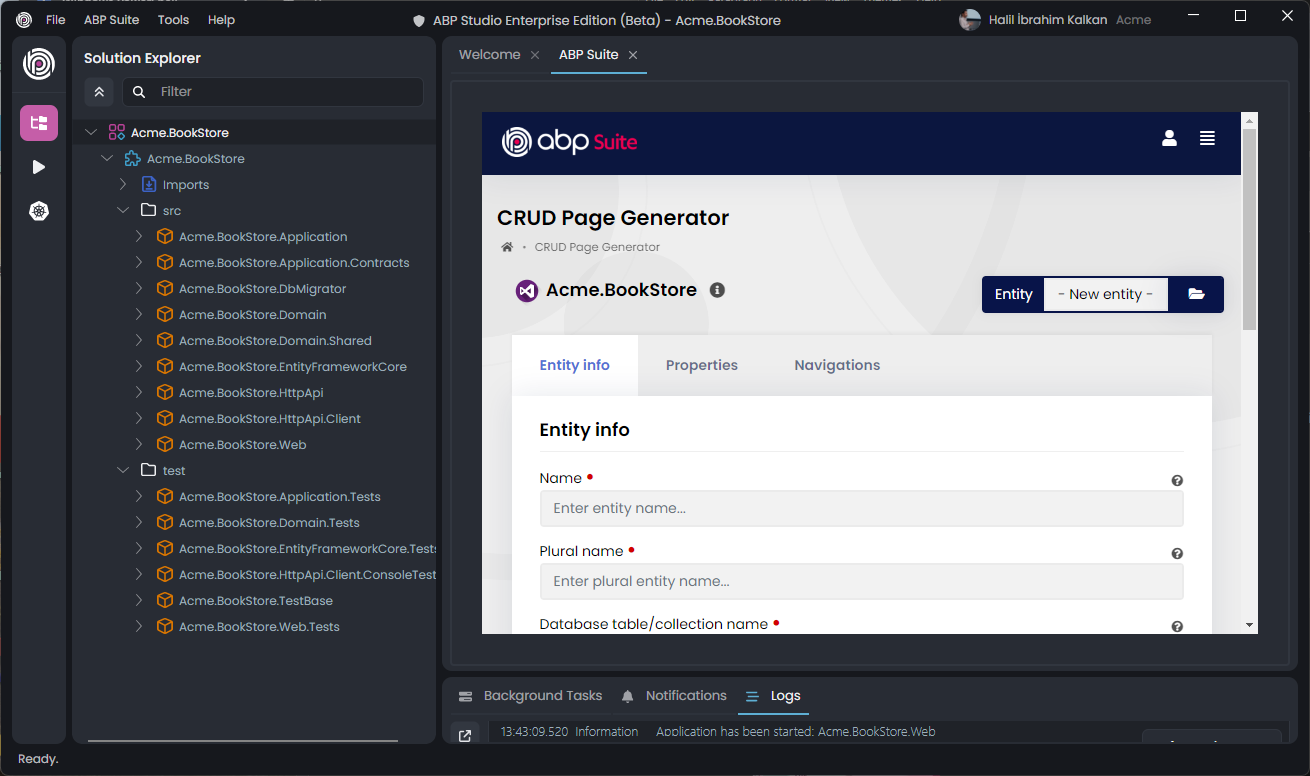 File ABP Suite Tools Help ABP Studio Enterprise Edition (Beta) - Acme.BookStore Halil İbrahim Kalkan Acme
Solution Explorer
Filter
Acme.BookStore
Acme.BookStore
Imports
src
Acme.BookStore.Application
Acme.BookStore.Application.Contracts
Acme.BookStore.DbMigrator
Acme.BookStore.Domain
Acme.BookStore.Domain.Shared
Acme.BookStore.EntityFrameworkCore
Acme.BookStore.HttpApi
Acme.BookStore.HttpApi.Client
Acme.BookStore.Web
test
Acme.BookStore.Application.Tests
Acme.BookStore.Domain.Tests
Acme.BookStore.EntityFrameworkCore.Tests
Acme.BookStore.HttpApi.Client.ConsoleTest
Acme.BookStore.TestBase
Acme.BookStore.Web.Tests
Welcome ABP Suite
abp Suite
CRUD Page Generator
CRUD Page Generator
Acme.BookStore
Entity - New entity -
Entity info Properties Navigations
Entity info
Name
Enter entity name...
Plural name
Enter plural entity name...
Database table/collection name
Background Tasks Notifications Logs
13:43:09.520 Information Application has been started: Acme.BookStore.Web
Ready.